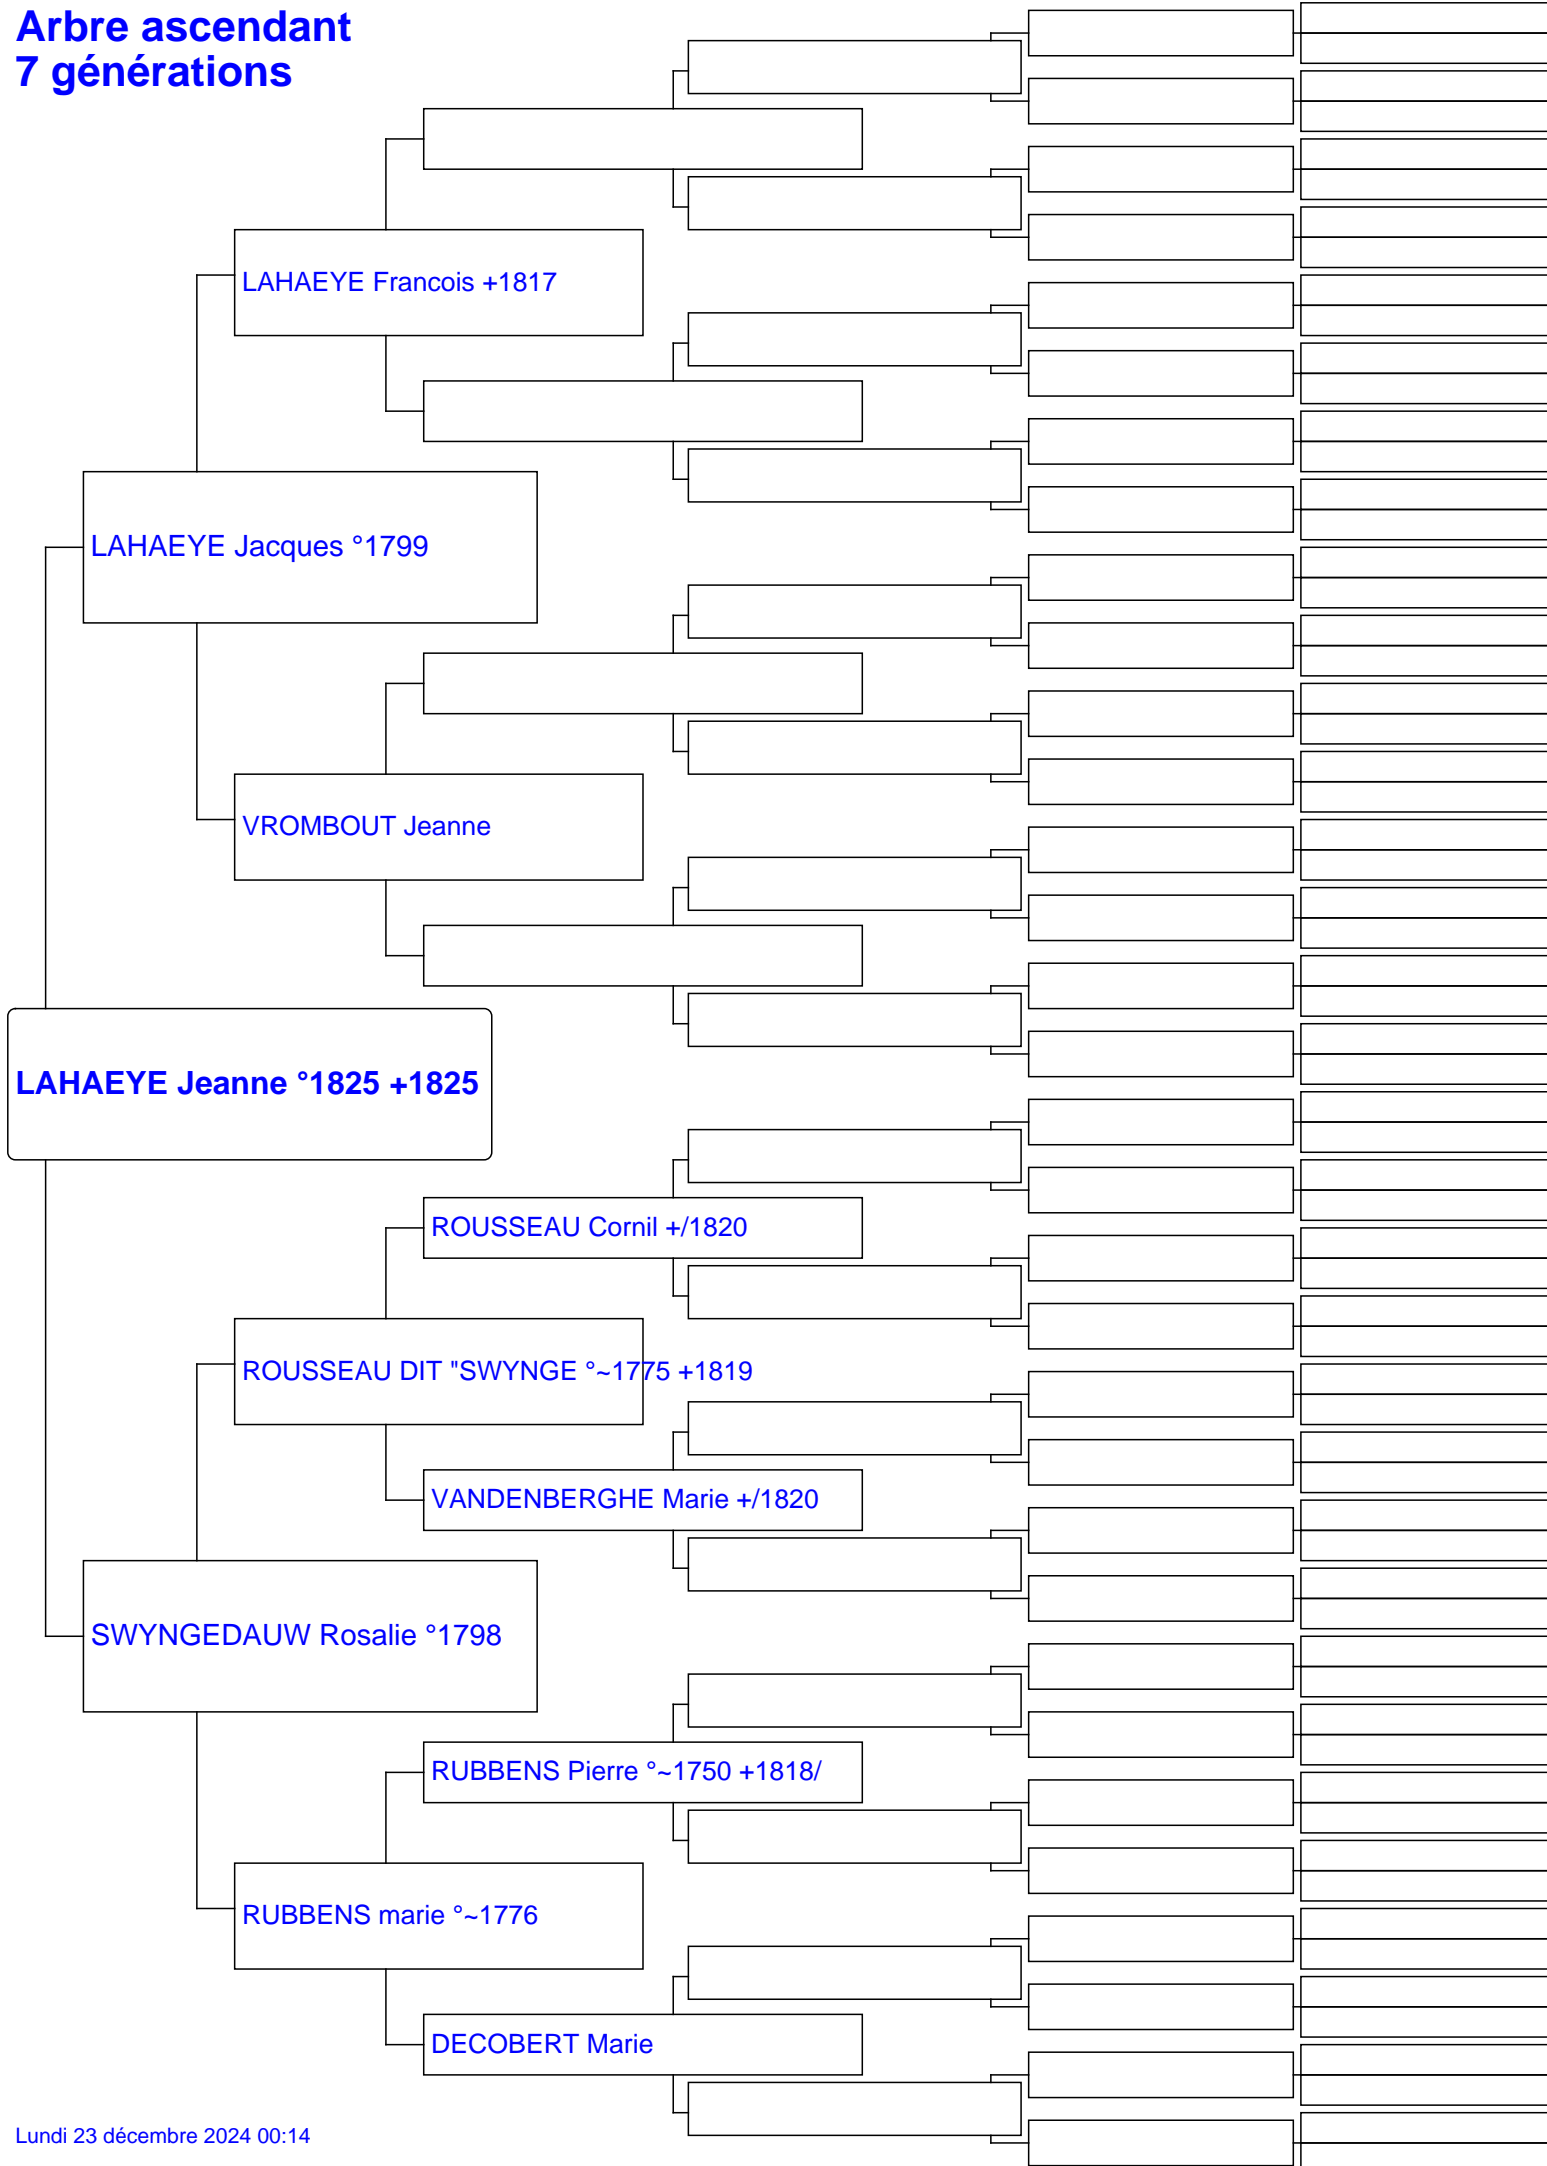 Arbre ascendant
7 générations
LAHAEYE Francois +1817
LAHAEYE Jacques °1799
VROMBOUT Jeanne
LAHAEYE Jeanne °1825 +1825
ROUSSEAU Cornil +/1820
ROUSSEAU DIT "SWYNGE °~1775 +1819
VANDENBERGHE Marie +/1820
SWYNGEDAUW Rosalie °1798
RUBBENS Pierre °~1750 +1818/
RUBBENS marie °~1776
DECOBERT Marie
Lundi 23 décembre 2024 00:14